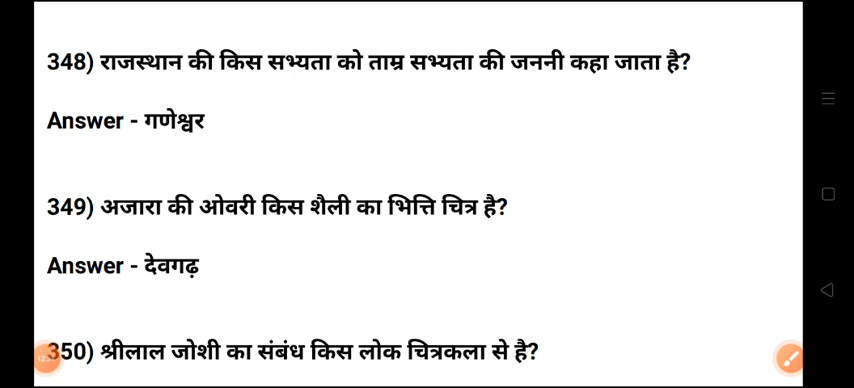 348) राजस्थान की किस सभ्यता को ताम्र सभ्यता की जननी कहा जाता है?
Answer - गणेश्वर
349) अजारा की ओवरी किस शैली का भित्ति चित्र है?
Answer - देवगढ़
350) श्रीलाल जोशी का संबंध किस लोक चित्रकला से है?